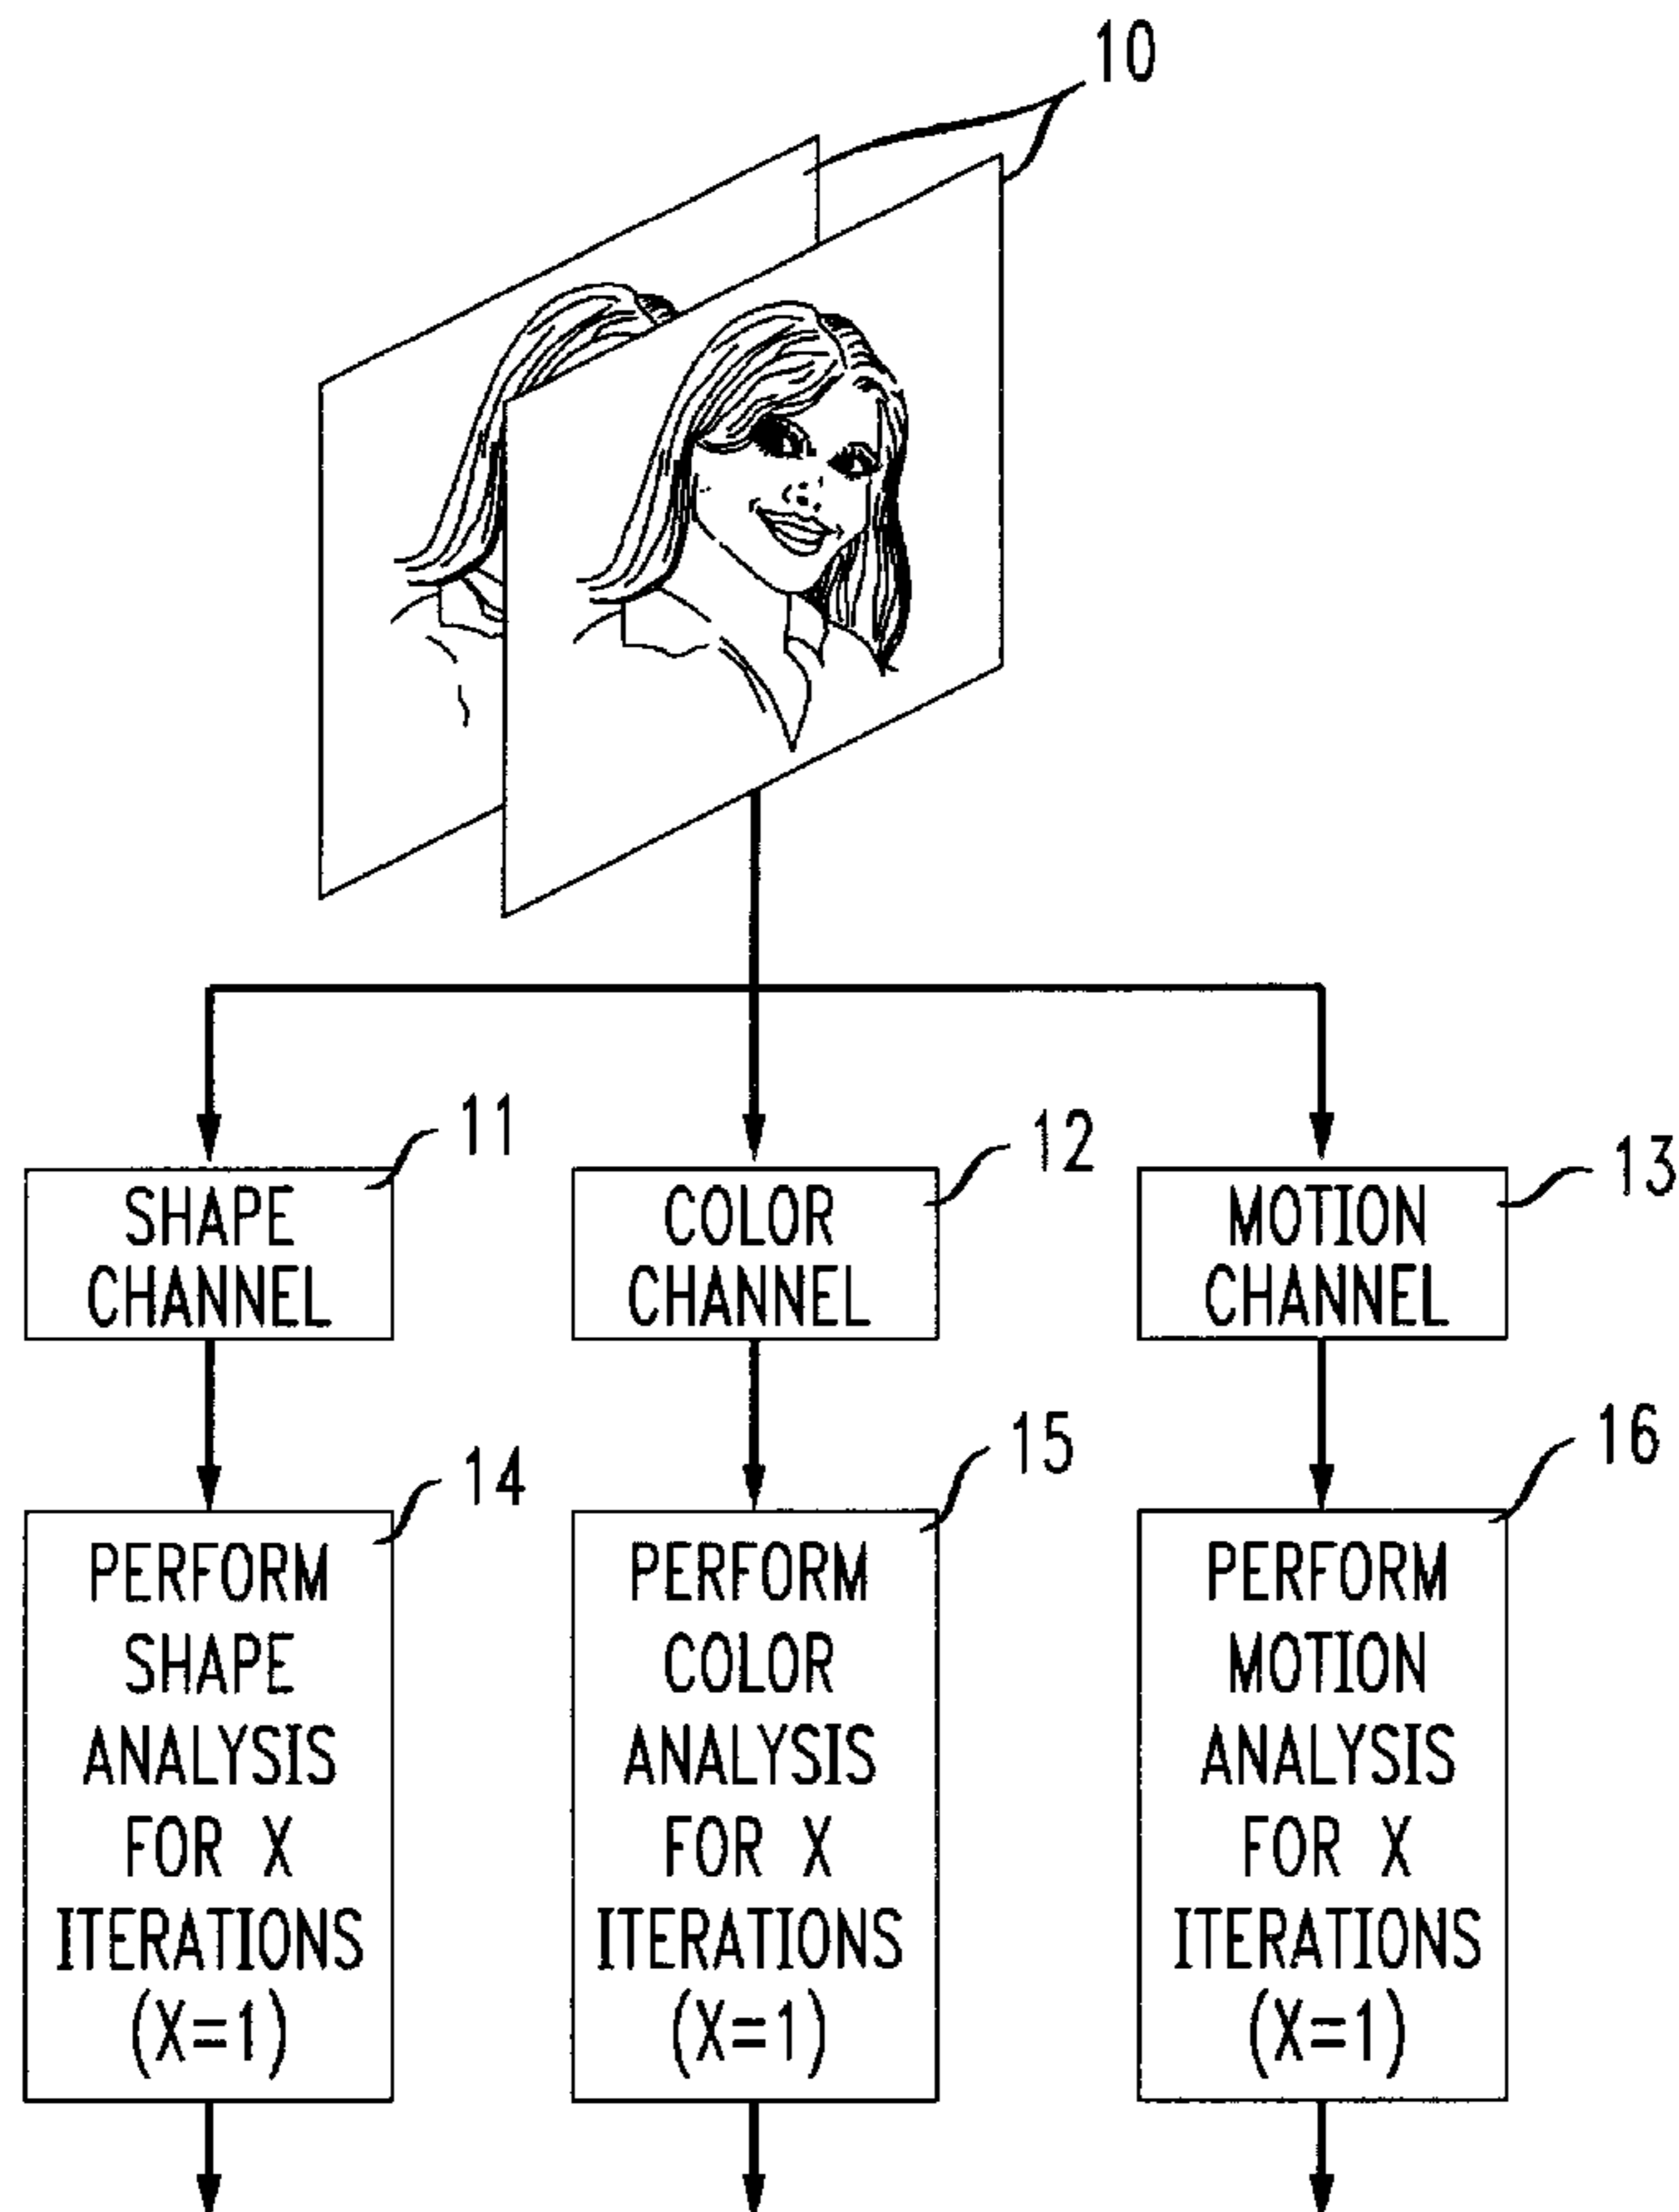 10
11
SHAPE
CHANNEL
12
COLOR
CHANNEL
13
MOTION
CHANNEL
14
PERFORM
SHAPE
ANALYSIS
FOR X
ITERATIONS
(X=1)
15
PERFORM
COLOR
ANALYSIS
FOR X
ITERATIONS
(X=1)
16
PERFORM
MOTION
ANALYSIS
FOR X
ITERATIONS
(X=1)